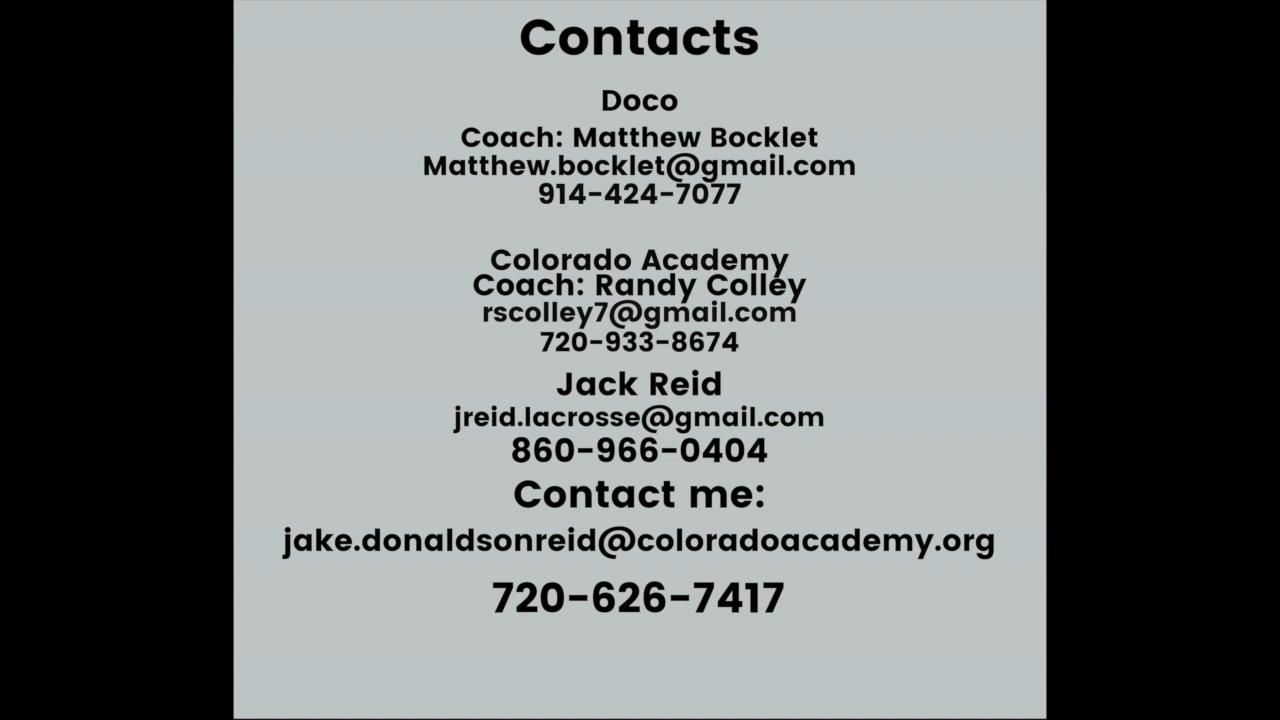 Contacts
Doco
Coach: Matthew Bocklet
Matthew.bocklet@gmail.com
914-424-7077
Colorado Academy
Coach: Randy Colley
rscolley7@gmail.com
720-933-8674
Jack Reid
jreid.lacrosse@gmail.com
860-966-0404
Contact me:
jake.donaldsonreid@coloradoacademy.org
720-626-7417